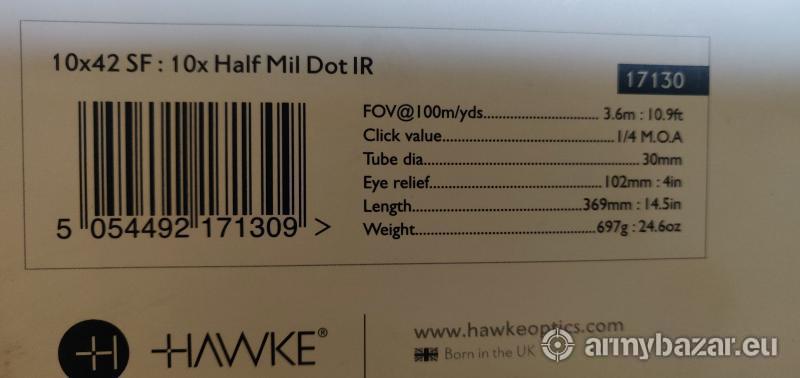 10x42 SF : 10x Half Mil Dot IR
17130
FOV@100m/yds............................ 3.6m : 10.9ft
Click value..........................................1/4 M.O.A
Tube dia.................................................... 30mm
Eye relief..........................................102mm : 4in
Length..........................................369mm : 14.5in
Weight..........................................697g : 24.6oz
5 054492 171309 >
HAWKE®
www.hawkeoptics.com
Born in the UK
armybazar.eu